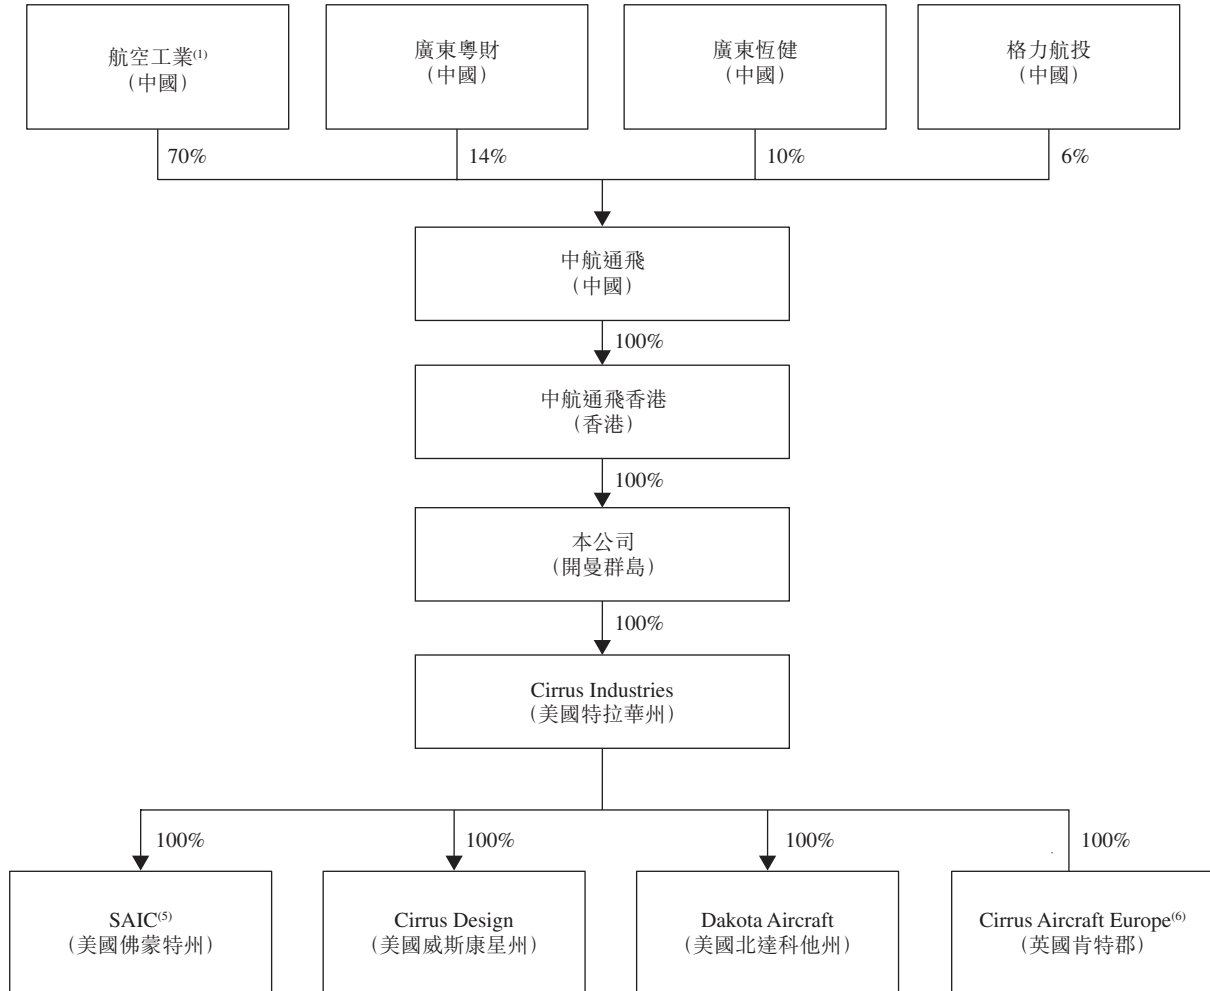 航空工業(1)
（中國）
廣東粵財
（中國）
廣東恆健
（中國）
格力航投
（中國）
70%
14%
10%
6%
中航通飛
（中國）
100%
中航通飛香港
（香港）
100%
本公司
（開曼群島）
100%
Cirrus Industries
（美國特拉華州）
100%
100%
100%
100%
SAIC(5)
（美國佛蒙特州）
Cirrus Design
（美國威斯康星州）
Dakota Aircraft
（美國北達科他州）
Cirrus Aircraft Europe(6)
（英國肯特郡）